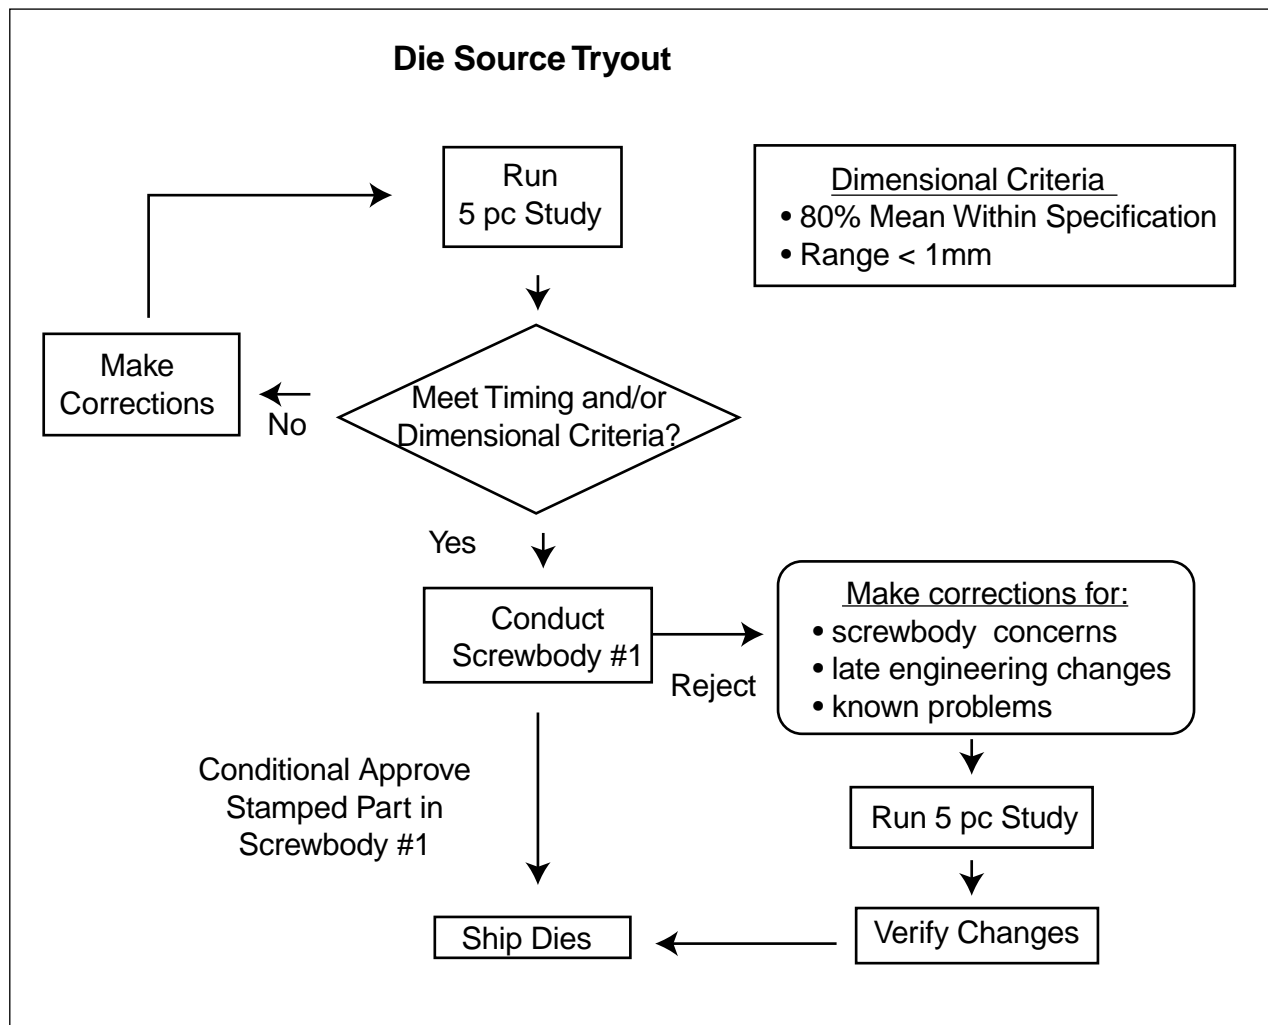 Die Source Tryout
Run
5 pc Study
Dimensional Criteria
• 80% Mean Within Specification
• Range < 1mm
Make
Corrections
No
Meet Timing and/or
Dimensional Criteria?
Yes
Conduct
Screwbody #1
Reject
Make corrections for:
• screwbody concerns
• late engineering changes
• known problems
Conditional Approve
Stamped Part in
Screwbody #1
Run 5 pc Study
Ship Dies
Verify Changes